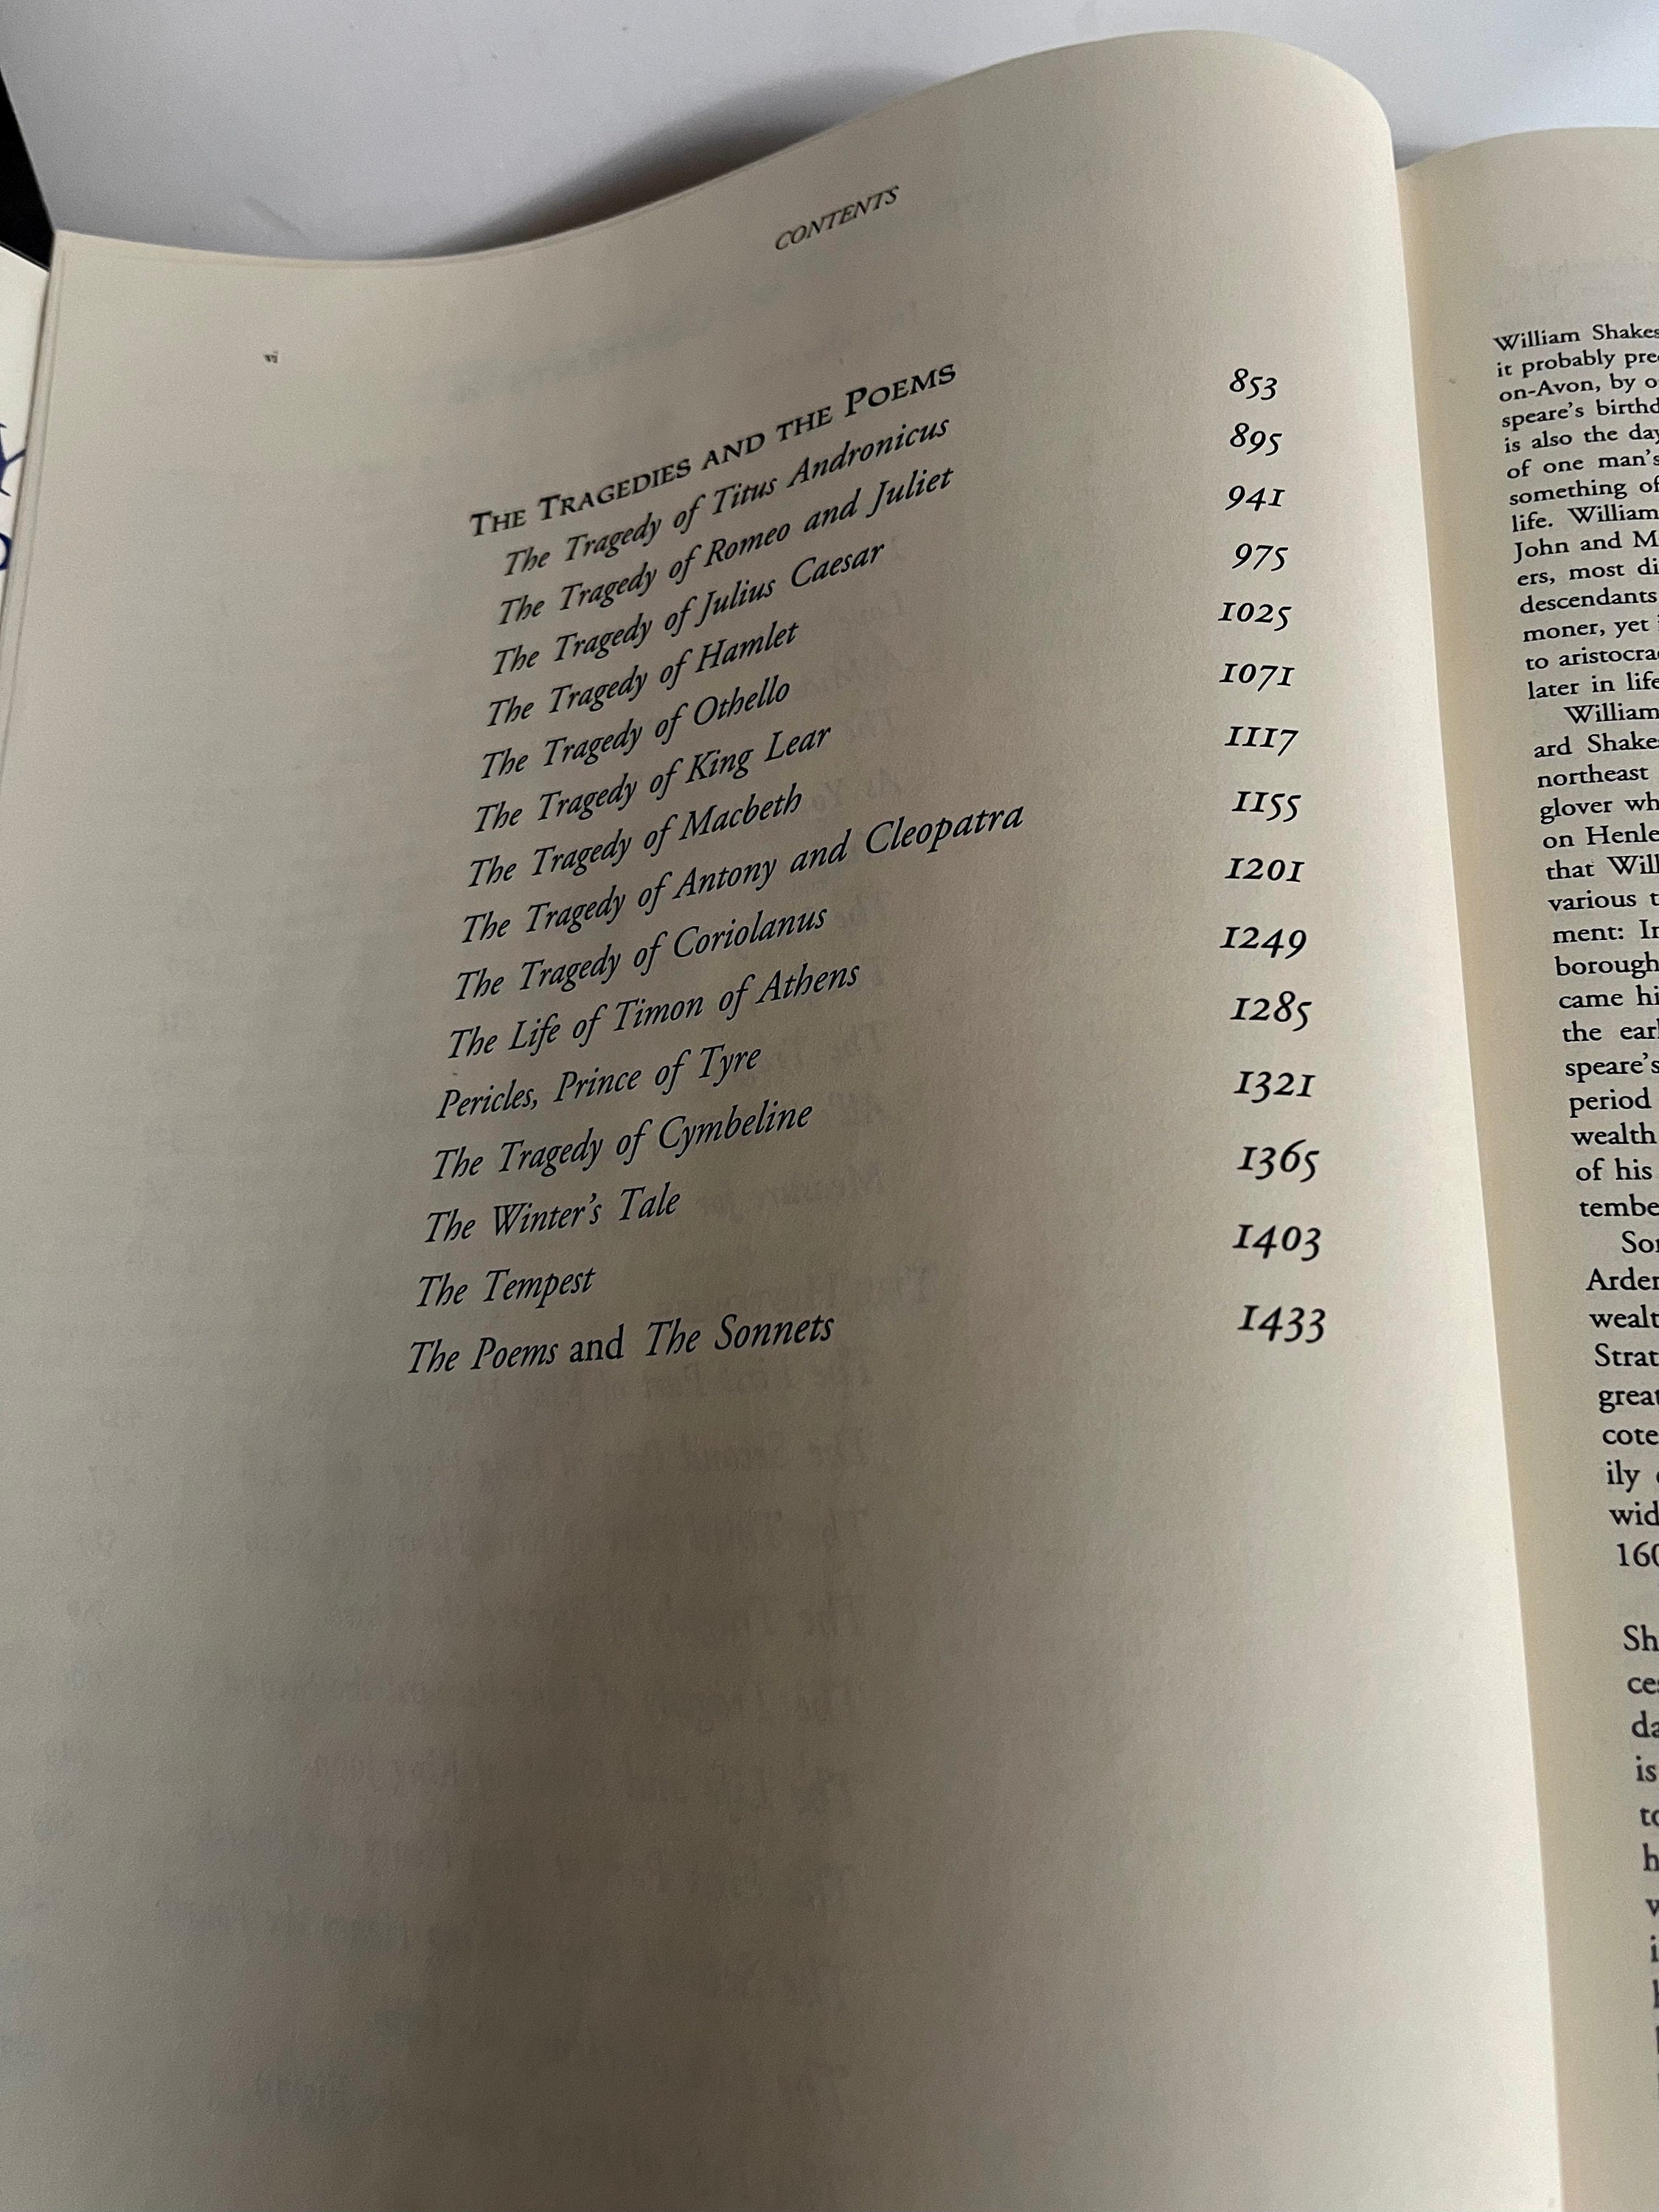 vi
CONTENTS
THE TRAGEDIES AND THE POEMS
The Tragedy of Titus Andronicus 853
The Tragedy of Romeo and Juliet 895
The Tragedy of Julius Caesar 941
The Tragedy of Hamlet 975
The Tragedy of Othello 1025
The Tragedy of King Lear 1071
The Tragedy of Macbeth 1117
The Tragedy of Antony and Cleopatra 1155
The Tragedy of Coriolanus 1201
The Life of Timon of Athens 1249
Pericles, Prince of Tyre 1285
The Tragedy of Cymbeline 1321
The Winter's Tale 1365
The Tempest 1403
The Poems and The Sonnets 1433
William Shakes
it probably pre
on-Avon, by o
speare's birthd
is also the day
of one man's
something of
life. William
John and M
ers, most di
descendants
moner, yet
to aristocra
later in life
William
ard Shake
northeast
glover wh
on Henle
that Will
various t
ment: In
borough
came hi
the earl
speare's
period
wealth
of his
tembe
Son
Arden
wealt
Strat
great
cote
ily
wid
160
Sh
ce
da
is
to
h